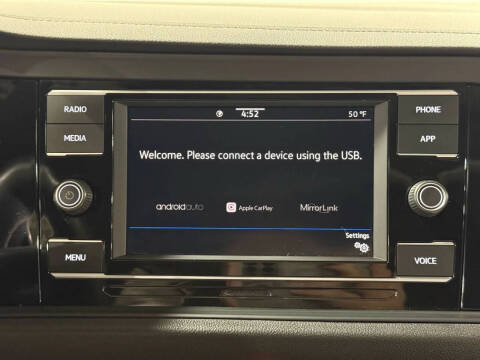 RADIO
4:52
50°F
PHONE
MEDIA
APP
Welcome. Please connect a device using the USB.
androidauto
Apple CarPlay
MirrorLink
Settings
MENU
VOICE